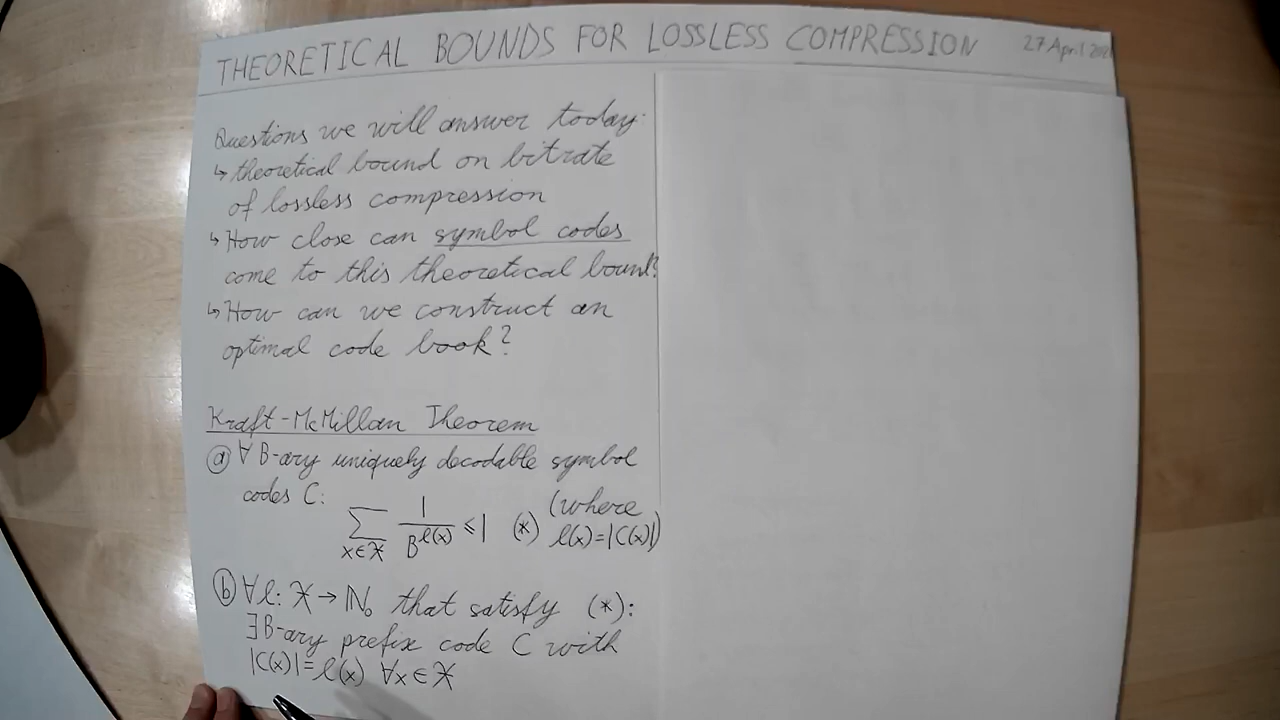 THEORETICAL BOUNDS FOR LOSSLESS COMPRESSION
27 April
Questions we will answer today:
↳ theoretical bound on bitrate
of lossless compression
↳ How close can symbol codes
come to this theoretical bound?
↳ How can we construct an
optimal code book?
Kraft-McMillan Theorem
ⓐ ∀ B-ary uniquely decodable symbol
codes C:
∑_{x∈𝒳} 1/B^{ℓ(x)} ≤ 1 (*) (where
ℓ(x)=|C(x)|)
ⓑ ∀ℓ: 𝒳 → ℕ₀ that satisfy (*):
∃ B-ary prefix code C with
|C(x)| = ℓ(x) ∀x ∈ 𝒳